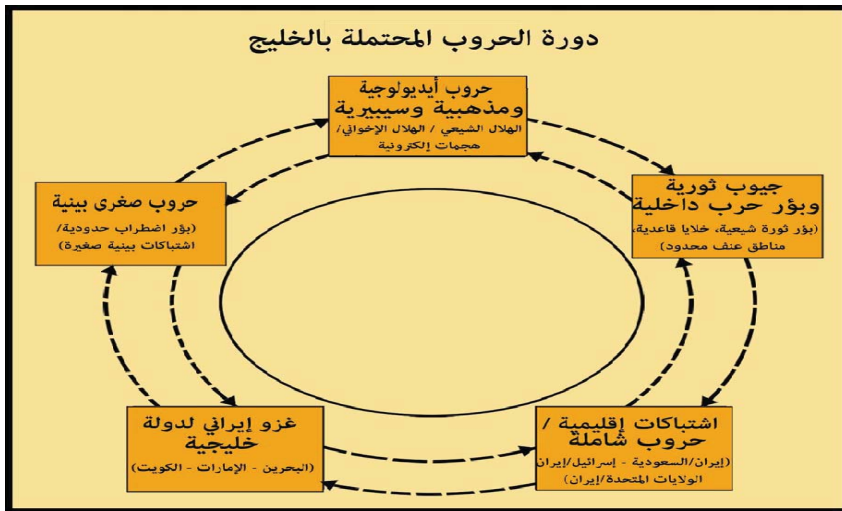 دورة الحروب المحتملة بالخليج
حروب أيديولوجية
ومذهبية وسيبيرية
الهلال الشيعي / الهلال الإخواني/
هجمات إلكترونية
جيوب ثورية
وبؤر حرب داخلية
(بؤر ثورة شيعية، خلايا قاعدية،
مناطق عنف محدود)
حروب صغرى بينية
(بؤر اضطراب حدودية/
اشتباكات بينية صغيرة)
اشتباكات إقليمية /
حروب شاملة
(إيران/السعودية - إسرائيل/إيران
الولايات المتحدة/إيران)
غزو إيراني لدولة
خليجية
(البحرين - الإمارات - الكويت)